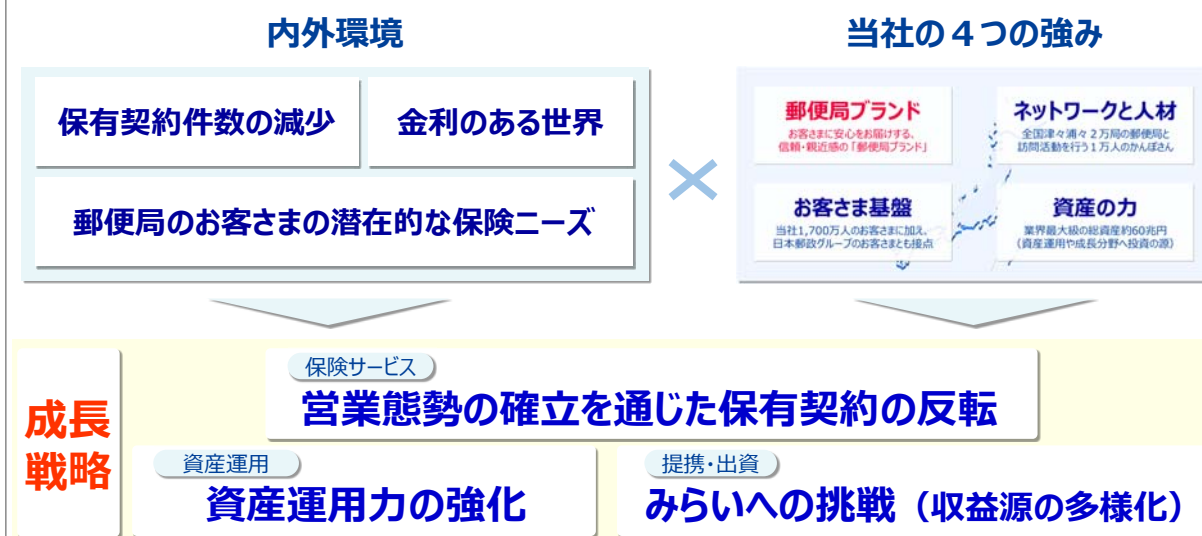 内外環境
当社の４つの強み
保有契約件数の減少
金利のある世界
郵便局のお客さまの潜在的な保険ニーズ
×
郵便局ブランド
お客さまに安心をお届けする、
信頼・親近感の「郵便局ブランド」
ネットワークと人材
全国津々浦々２万局の郵便局と
訪問活動を行う１万人のかんぽさん
お客さま基盤
当社1,700万人のお客さまに加え、
日本郵政グループのお客さまとも接点
資産の力
業界最大級の総資産約60兆円
（資産運用や成長分野へ投資の源）
成長
戦略
保険サービス
営業態勢の確立を通じた保有契約の反転
資産運用
資産運用力の強化
提携・出資
みらいへの挑戦（収益源の多様化）